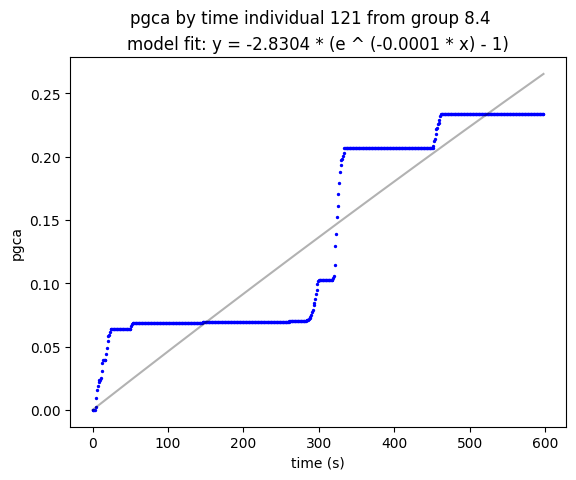 pgca by time individual 121 from group 8.4
model fit: y = -2.8304 * (e ^ (-0.0001 * x) - 1)
0.25
0.20
0.15
0.10
0.05
0.00
pgca
0 100 200 300 400 500 600
time (s)